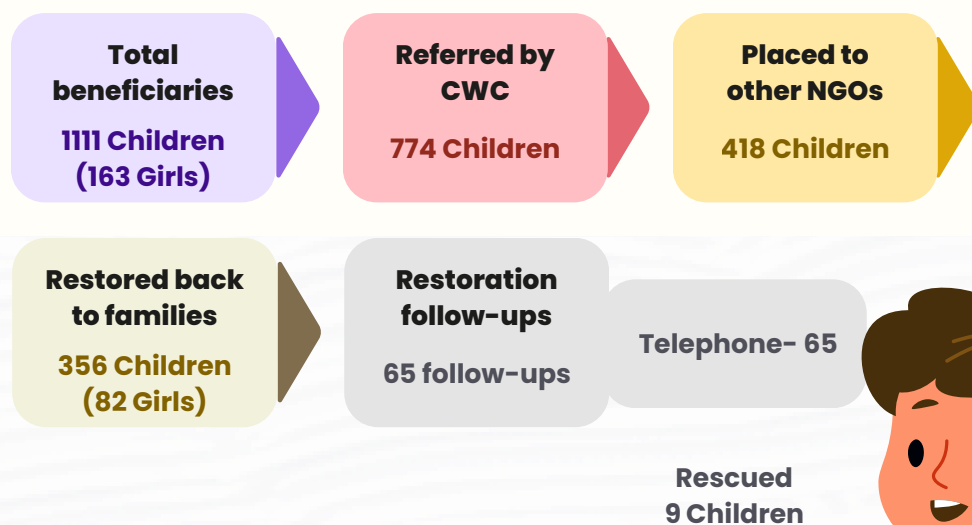 Total
beneficiaries
1111 Children
(163 Girls)
Referred by
CWC
774 Children
Placed to
other NGOs
418 Children
Restored back
to families
356 Children
(82 Girls)
Restoration
follow-ups
65 follow-ups
Telephone- 65
Rescued
9 Children